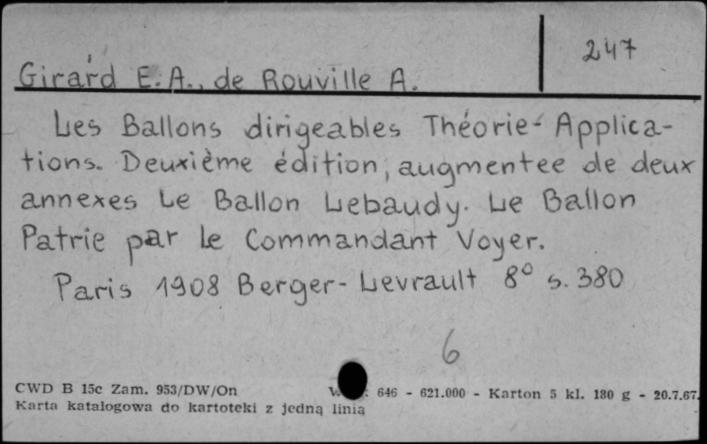 247
Girard E.A., de Rouville A.
Les Ballons dirigeables Théorie- Applica-
tions. Deuxième édition, augmentee de deux
annexes Le Ballon Lebaudy. Le Ballon
Patrie par le Commandant Voyer.
Paris 1908 Berger-Levrault 8° s. 380
6
CWD B 15c Zam. 953/DW/On 646 - 621.000 - Karton 5 kl. 180 g - 20.7.67.
Karta katalogowa do kartoteki z jedną linią